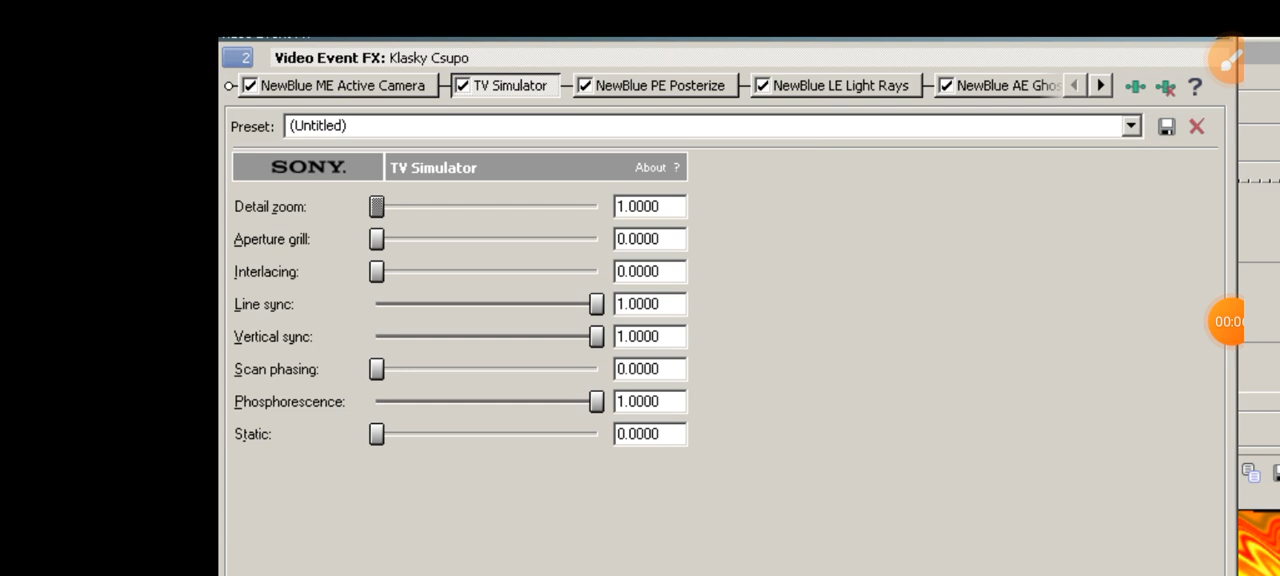 2 Video Event FX: Klasky Csupo
NewBlue ME Active Camera TV Simulator NewBlue PE Posterize NewBlue LE Light Rays NewBlue AE ?
Preset: (Untitled)
SONY. TV Simulator About ?
Detail zoom: 1.0000
Aperture grill: 0.0000
Interlacing: 0.0000
Line sync: 1.0000
Vertical sync: 1.0000
Scan phasing: 0.0000
Phosphorescence: 1.0000
Static: 0.0000